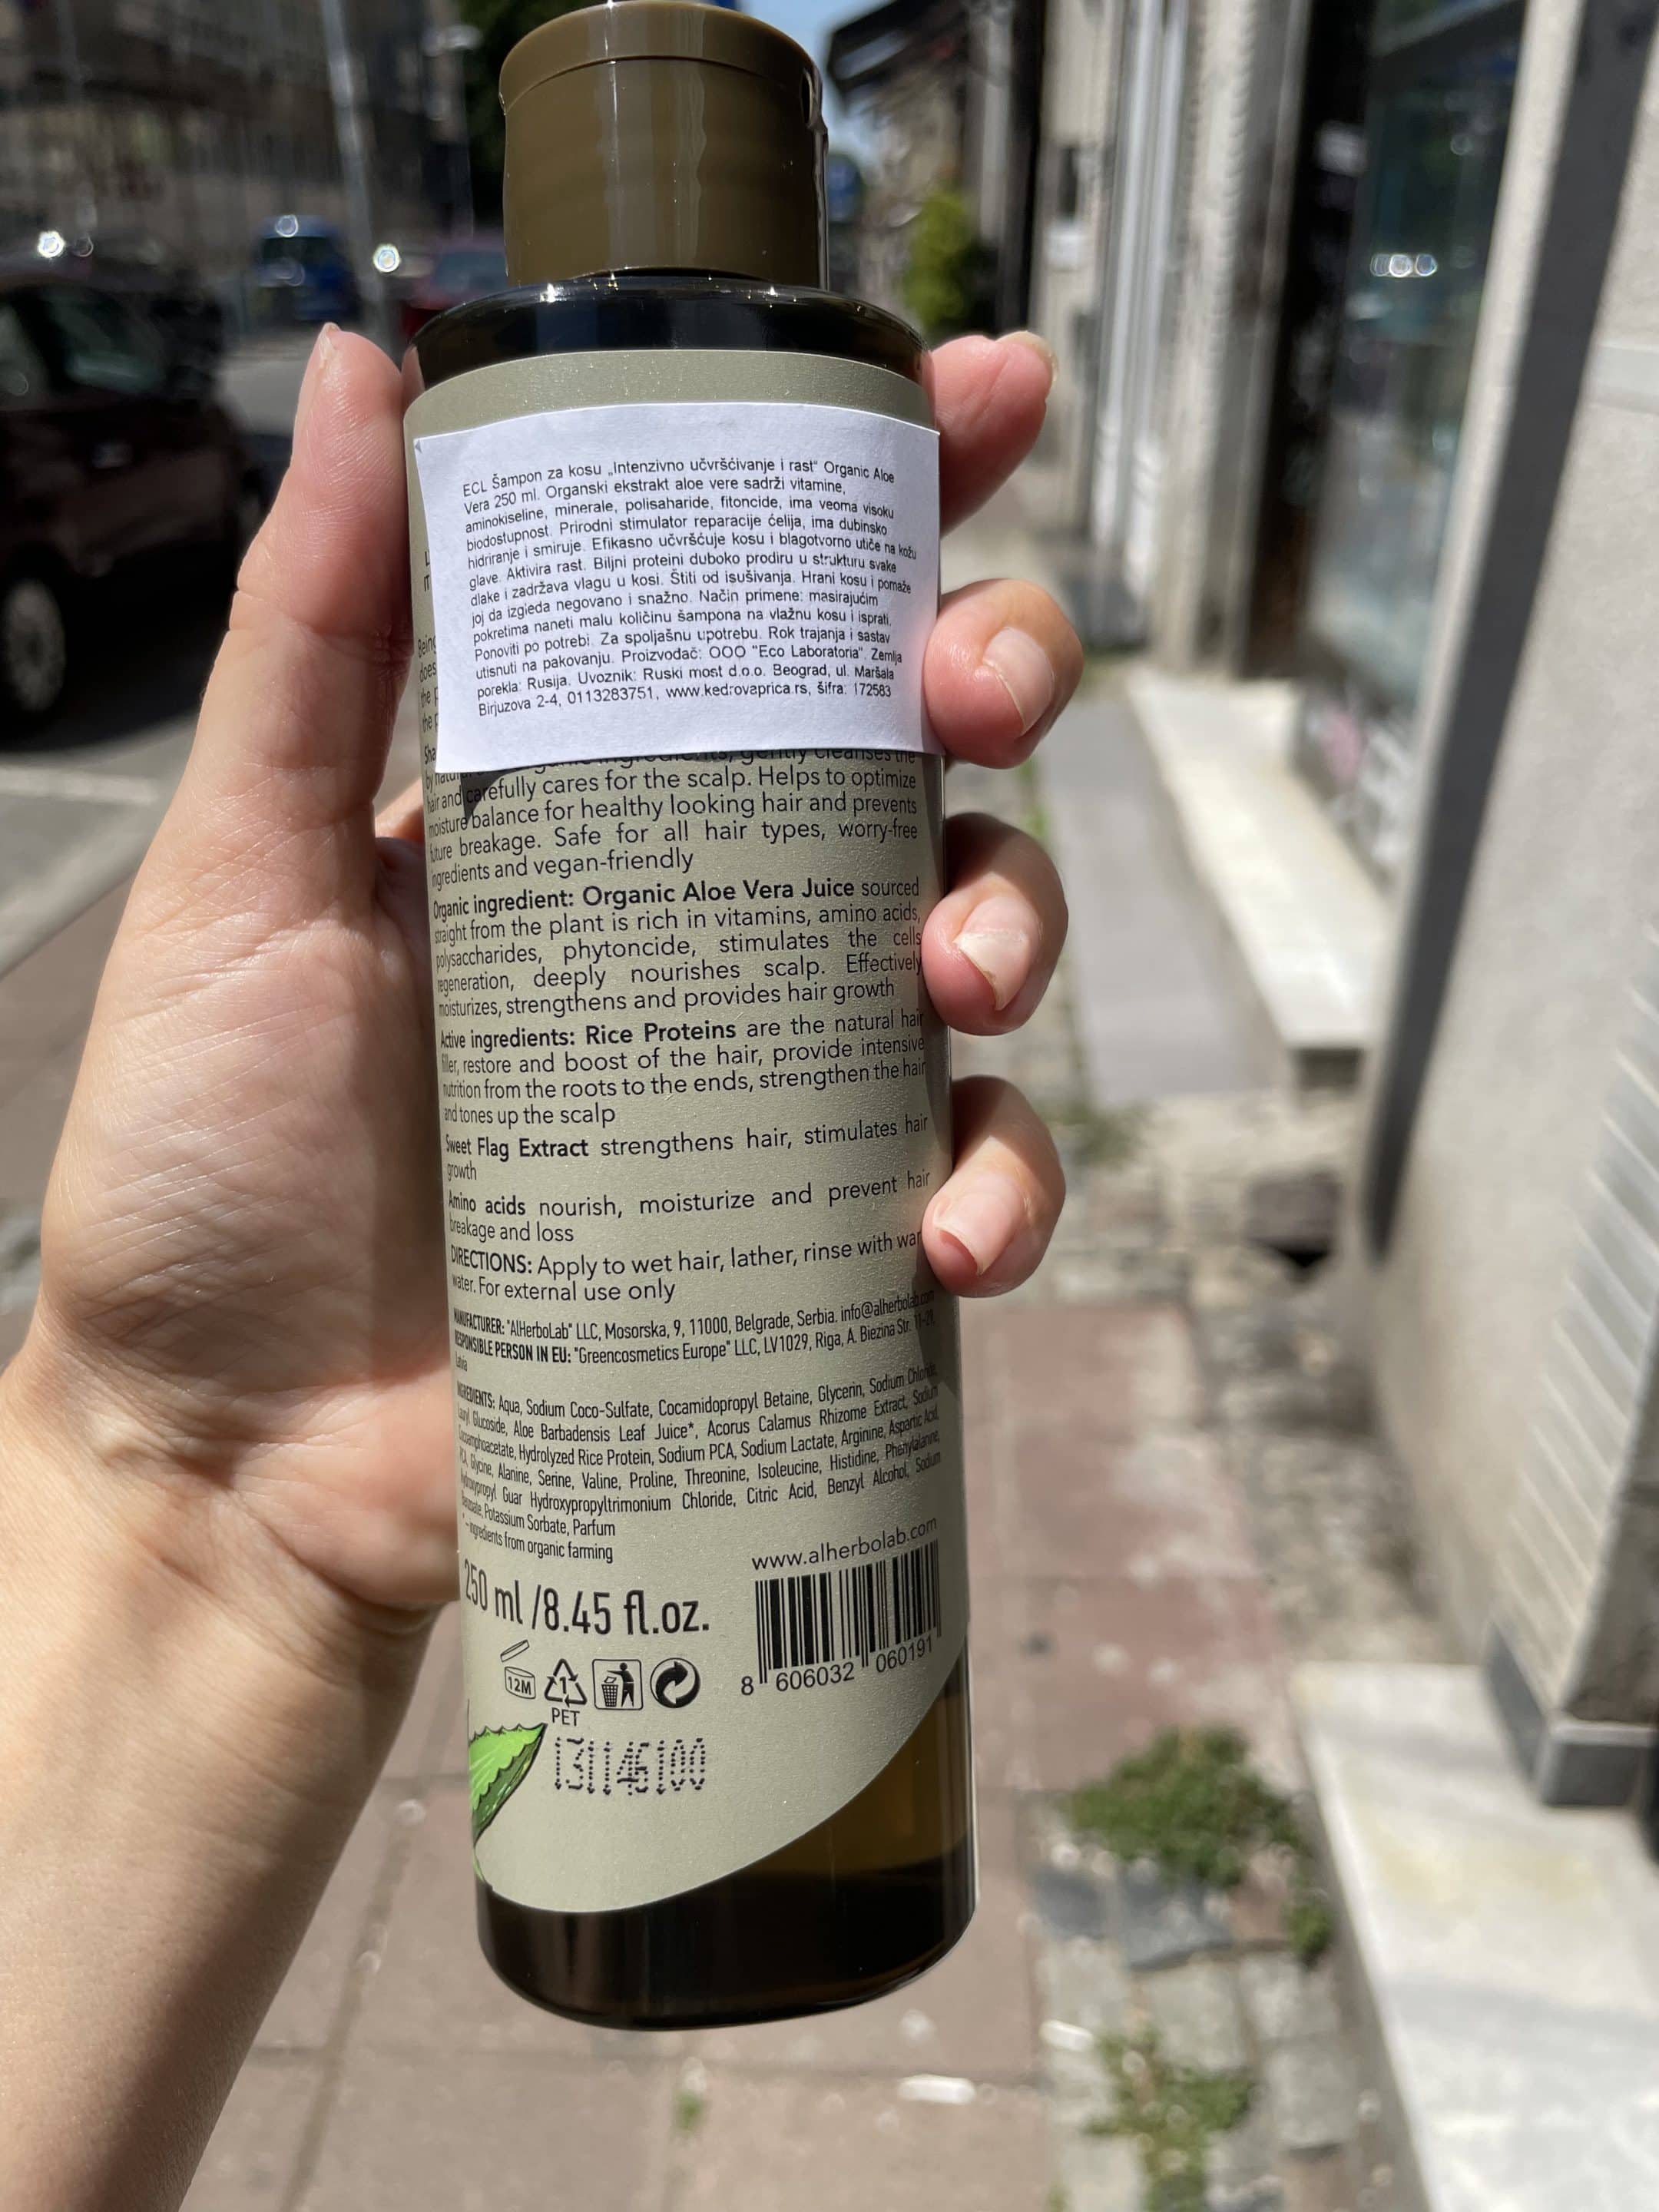 ECL Šampon za kosu „Intenzivno učvršćivanje i rast“ Organic Aloe
Vera 250 ml. Organski ekstrakt aloe vere sadrži vitamine,
aminokiseline, minerale, polisaharide, fitoncide, ima veoma visoku
biodostupnost. Prirodni stimulator reparacije ćelija, ima dubinsko
hidriranje i smiruje. Efikasno učvršćuje kosu i blagotvorno utiče na kožu
glave. Aktivira rast. Biljni proteini duboko prodiru u strukturu svake
dlake i zadržava vlagu u kosi. Štiti od isušivanja. Hrani kosu i pomaže
joj da izgleda negovano i snažno. Način primene: masirajućim
pokretima naneti malu količinu šampona na vlažnu kosu i isprati.
Ponoviti po potrebi. Za spoljašnu upotrebu. Rok trajanja i sastav
utisnuti na pakovanju. Proizvođač: OOO "Eco Laboratoria". Zemlja
porekla: Rusija. Uvoznik: Ruski most d.o.o. Beograd, ul. Maršala
Birjuzova 2-4, 0113283751, www.kedrovaprica.rs, šifra: 172583
gently cleanses the
hair and carefully cares for the scalp. Helps to optimize
moisture balance for healthy looking hair and prevents
future breakage. Safe for all hair types, worry-free
ingredients and vegan-friendly
Organic ingredient: Organic Aloe Vera Juice sourced
straight from the plant is rich in vitamins, amino acids,
polysaccharides, phytoncide, stimulates the cells
regeneration, deeply nourishes scalp. Effectively
moisturizes, strengthens and provides hair growth
Active ingredients: Rice Proteins are the natural hair
filler, restore and boost of the hair, provide intensive
nutrition from the roots to the ends, strengthen the hair
and tones up the scalp
Sweet Flag Extract strengthens hair, stimulates hair
growth
Amino acids nourish, moisturize and prevent hair
breakage and loss
DIRECTIONS: Apply to wet hair, lather, rinse with
water. For external use only
MANUFACTURER: "AlHerboLab" LLC, Mosorska, 9, 11000, Belgrade, Serbia. info@alherbolab.com
RESPONSIBLE PERSON IN EU: "Greencosmetics Europe" LLC, LV1029, Riga, A. Biezina Str.
Latvia
INGREDIENTS: Aqua, Sodium Coco-Sulfate, Cocamidopropyl Betaine, Glycerin, Sodium Chloride,
Lauryl Glucoside, Aloe Barbadensis Leaf Juice*, Acorus Calamus Rhizome Extract, Sodium
Cocoamphoacetate, Hydrolyzed Rice Protein, Sodium PCA, Sodium Lactate, Arginine, Aspartic Acid,
PCA, Glycine, Alanine, Serine, Valine, Proline, Threonine, Isoleucine, Histidine, Phenylalanine,
Hydroxypropyl Guar Hydroxypropyltrimonium Chloride, Citric Acid, Benzyl Alcohol, Sodium
Benzoate, Potassium Sorbate, Parfum
* – ingredients from organic farming
www.alherbolab.com
250 ml /8.45 fl.oz.
8 606032 060191
12M
1
PET
131146100